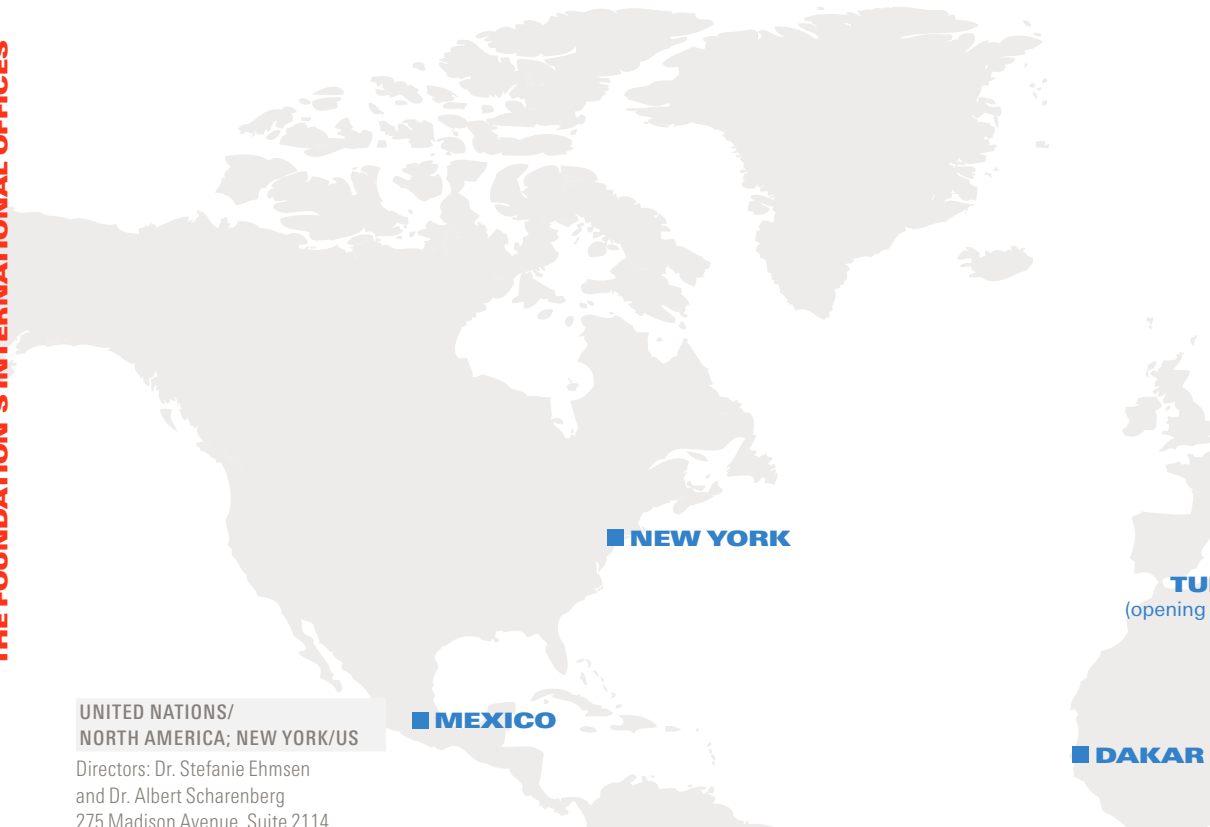 THE FOUNDATION'S INTERNATIONAL OFFICES
NEW YORK
(opening
UNITED NATIONS/
NORTH AMERICA; NEW YORK/US
MEXICO
Directors: Dr. Stefanie Ehmsen
and Dr. Albert Scharenberg
275 Madison Avenue, Suite 2114
DAKAR